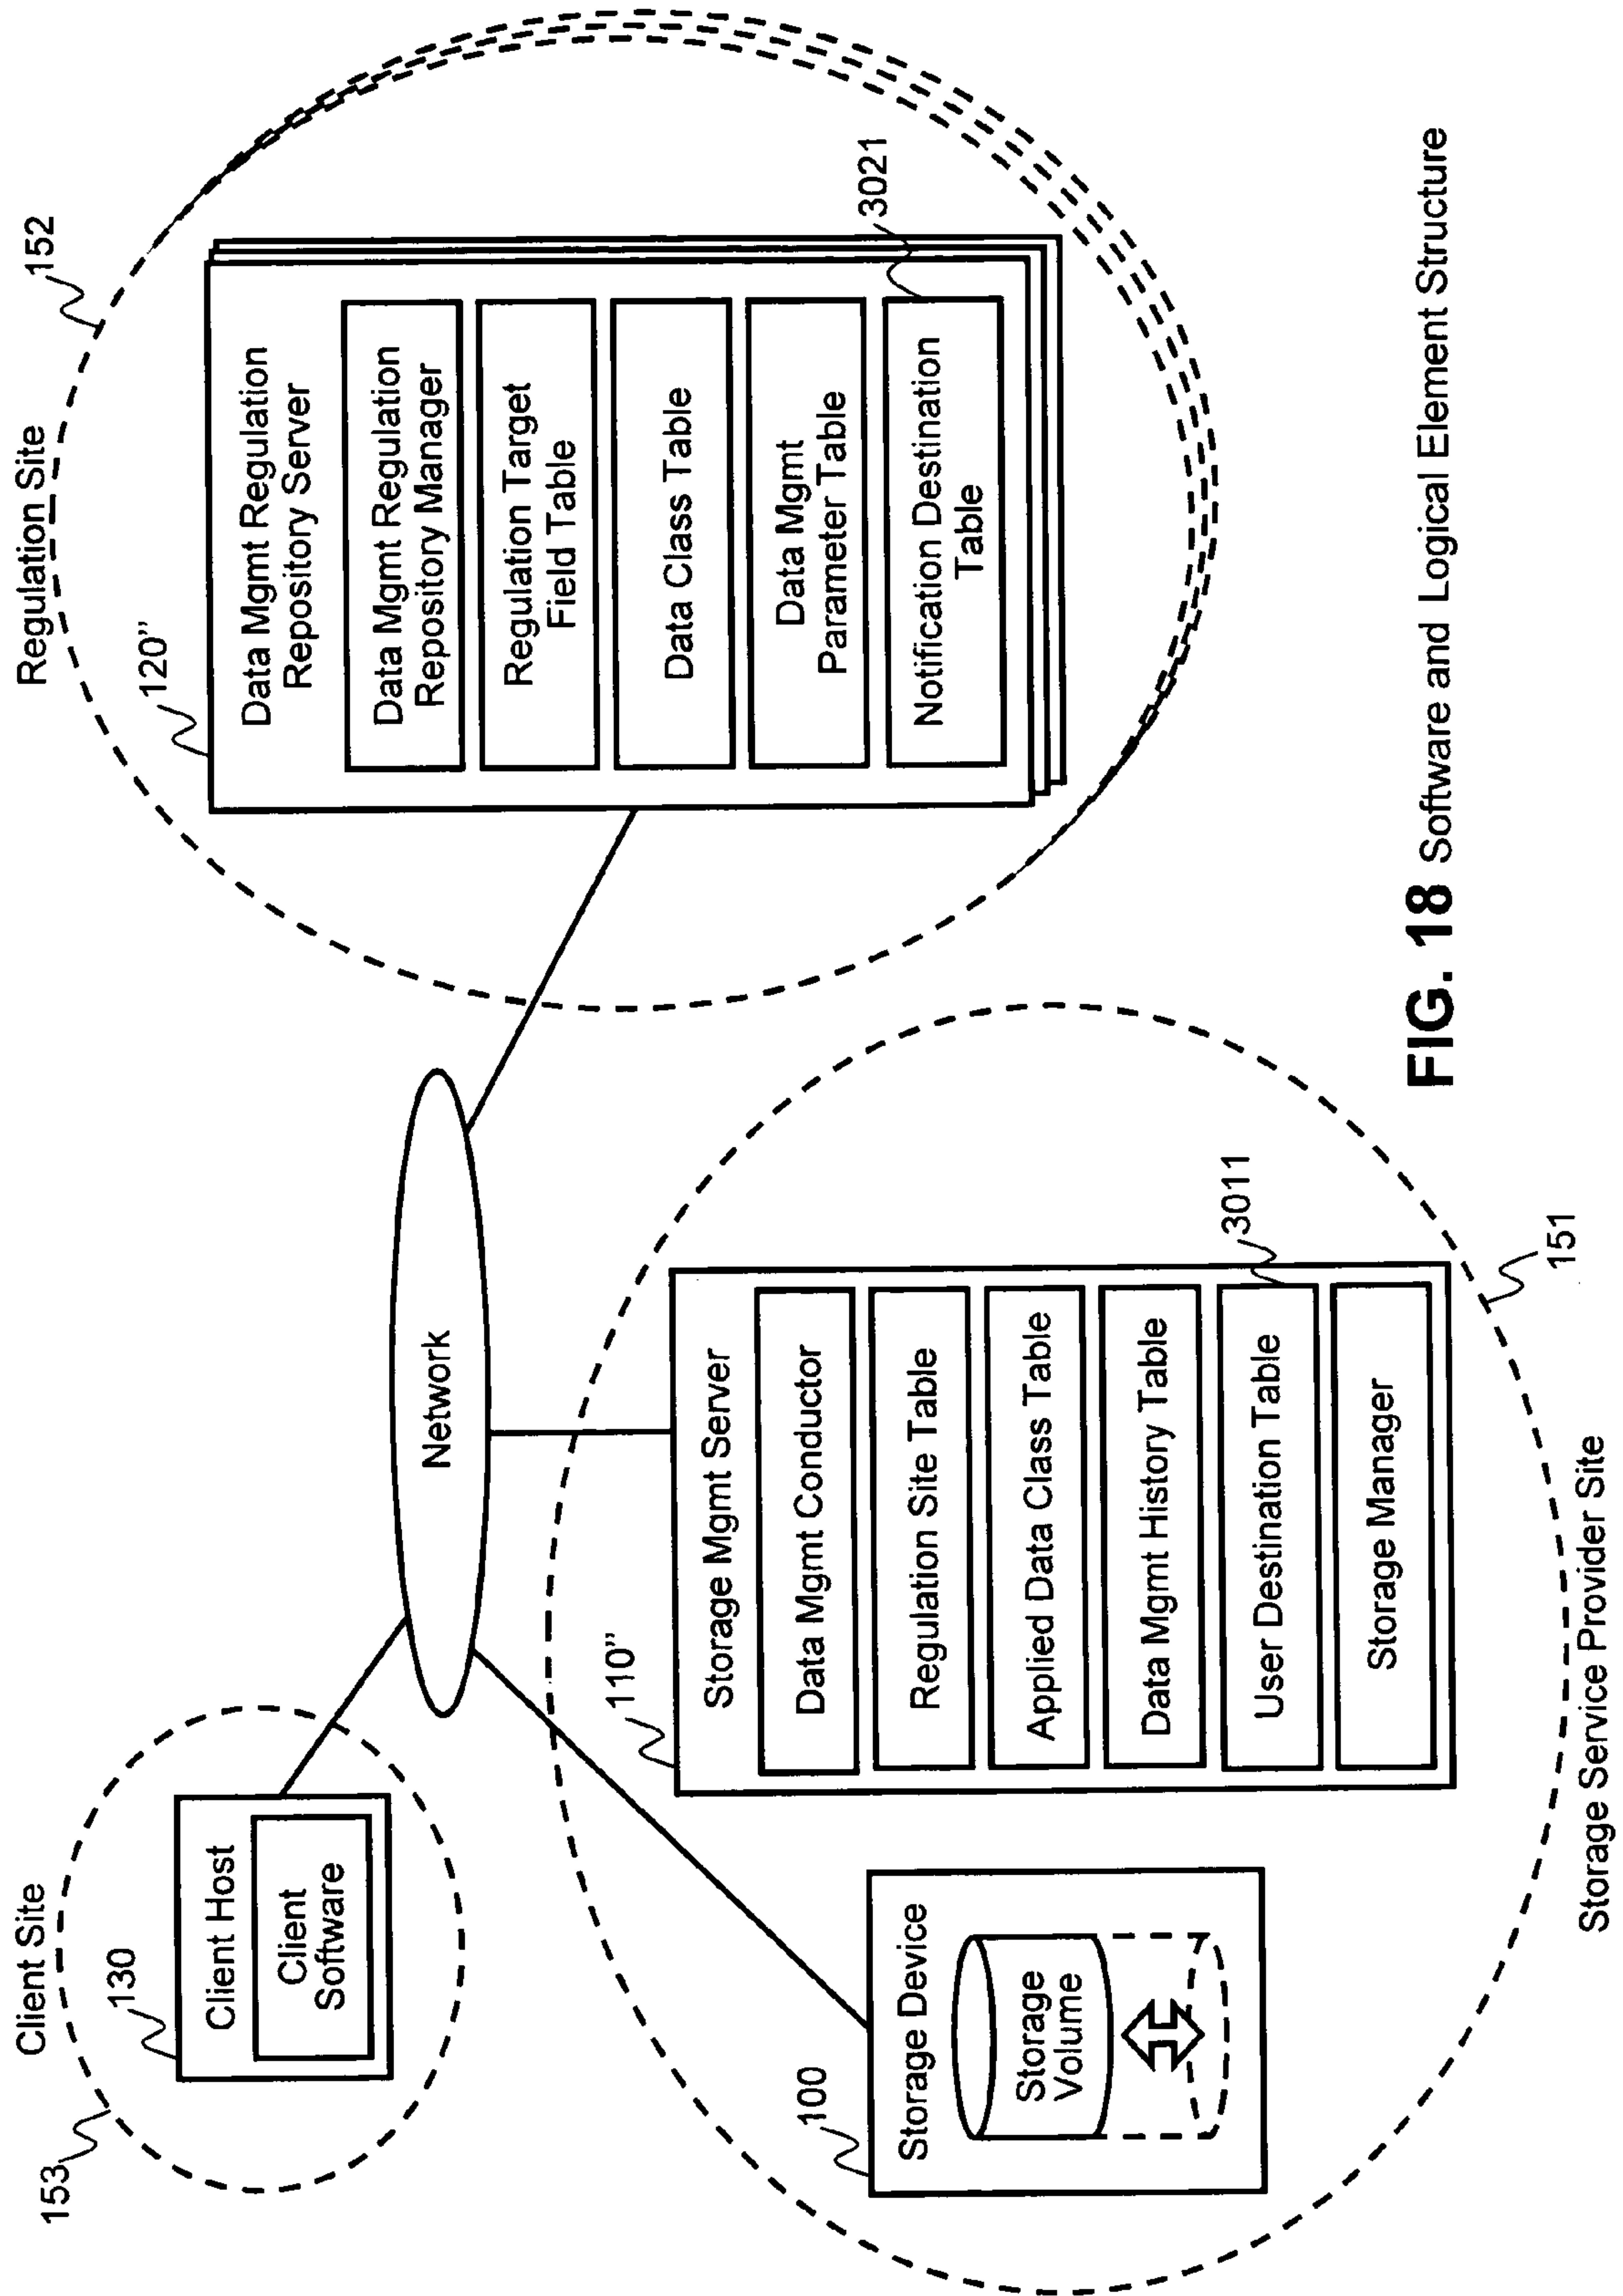 Client Site
153
130
Client Host
Client
Software
Network
Regulation Site
152
120”
Data Mgmt Regulation
Repository Server
Data Mgmt Regulation
Repository Manager
Regulation Target
Field Table
Data Class Table
Data Mgmt
Parameter Table
Notification Destination
Table
3021
100
Storage Device
Storage
Volume
110”
Storage Mgmt Server
Data Mgmt Conductor
Regulation Site Table
Applied Data Class Table
Data Mgmt History Table
User Destination Table
Storage Manager
3011
151
Storage Service Provider Site
FIG. 18 Software and Logical Element Structure